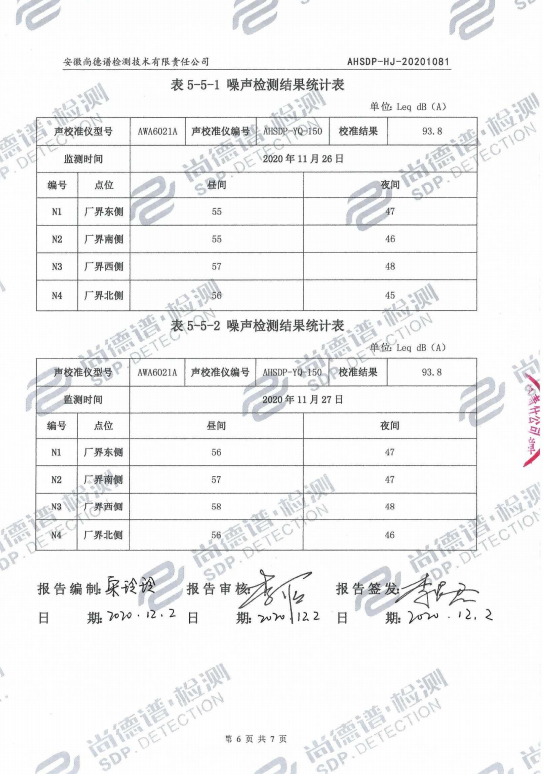 安徽尚德谱检测技术有限责任公司 AHSDP-HJ-20201081
表 5-5-1 噪声检测结果统计表
单位: Leq dB（A）
声校准仪型号 AWA6021A 声校准仪编号 AHSDP-YQ-150 校准结果 93.8
监测时间 2020 年 11 月 26 日
编号 点位 昼间 夜间
N1 厂界东侧 55 47
N2 厂界南侧 55 46
N3 厂界西侧 57 48
N4 厂界北侧 56 45
表 5-5-2 噪声检测结果统计表
单位: Leq dB（A）
声校准仪型号 AWA6021A 声校准仪编号 AHSDP-YQ-150 校准结果 93.8
监测时间 2020 年 11 月 27 日
编号 点位 昼间 夜间
N1 厂界东侧 56 47
N2 厂界南侧 57 47
N3 厂界西侧 58 48
N4 厂界北侧 56 46
报告编制: 宋玲玲 报告审核: 报告签发:
日 期: 2020.12.2 日 期: 2020.12.2 日 期: 2020.12.2
第 6 页 共 7 页
尚德谱·检测
SDP.DETECTION